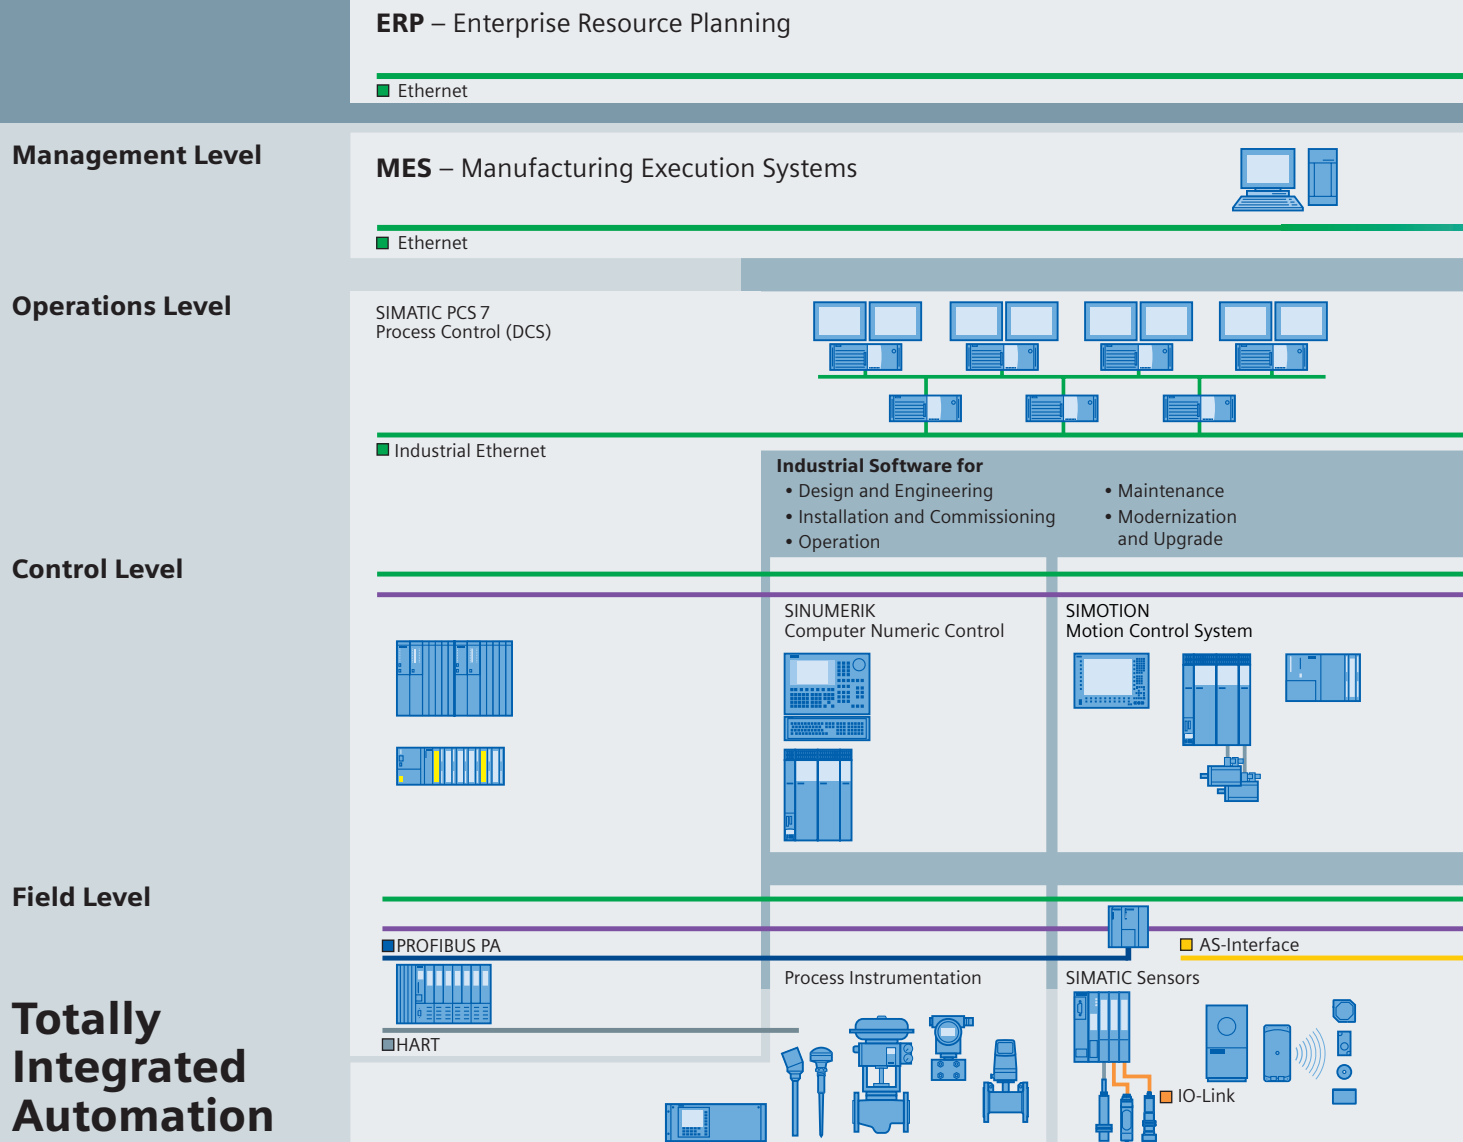 ERP – Enterprise Resource Planning
Ethernet
Management Level
MES – Manufacturing Execution Systems
Ethernet
Operations Level
SIMATIC PCS 7
Process Control (DCS)
Industrial Ethernet
Industrial Software for
• Design and Engineering
• Installation and Commissioning
• Operation
• Maintenance
• Modernization
and Upgrade
Control Level
SINUMERIK
Computer Numeric Control
SIMOTION
Motion Control System
Field Level
PROFIBUS PA
AS-Interface
Process Instrumentation
SIMATIC Sensors
HART
IO-Link
Totally
Integrated
Automation